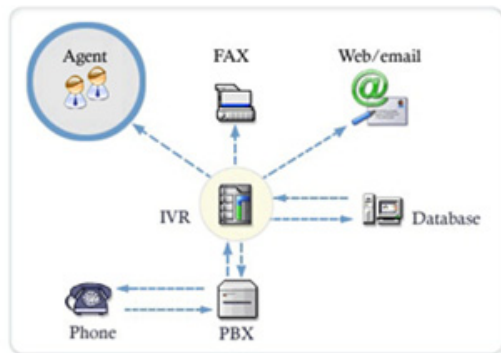 Agent
FAX
Web/email
IVR
Database
Phone
PBX